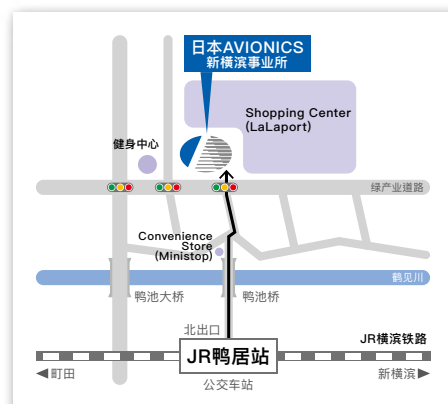 日本AVIONICS
新横滨事业所
Shopping Center
(LaLaport)
健身中心
绿产业道路
Convenience
Store
(Ministop)
鹤见川
鸭池大桥
鸭池桥
北出口
JR横滨铁路
JR鸭居站
◀町田
新横滨▶
公交车站